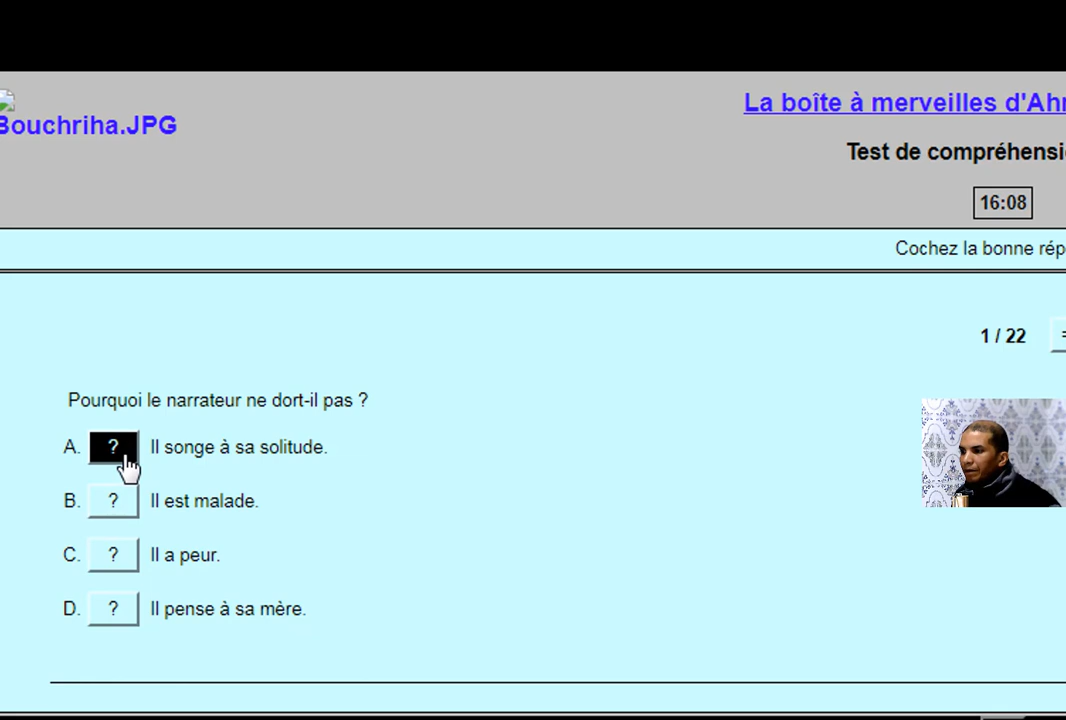 Bouchriha.JPG
La boîte à merveilles d'Ah
Test de compréhensi
16:08
Cochez la bonne rép
1 / 22
Pourquoi le narrateur ne dort-il pas ?
A. ? Il songe à sa solitude.
B. ? Il est malade.
C. ? Il a peur.
D. ? Il pense à sa mère.